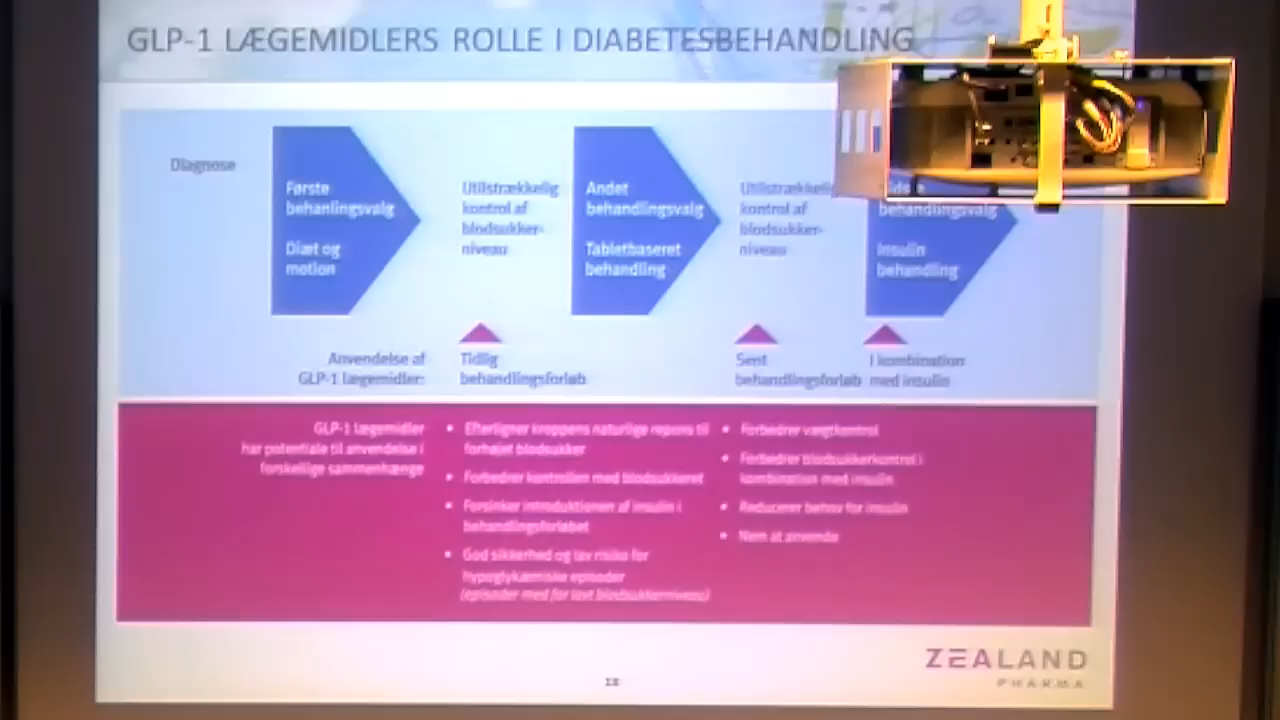 GLP-1 LÆGEMIDLERS ROLLE I DIABETESBEHANDLING
Diagnose
Første
behanlingsvalg
Diæt og
motion
Utilstrækkelig
kontrol af
blodsukker-
niveau
Andet
behandlingsvalg
Tabletbaseret
behandling
Utilstrækkelig
kontrol af
blodsukker-
niveau
behandlingsvalg
Insulin
behandling
Anvendelse af
GLP-1 lægemidler:
Tidlig
behandlingsforløb
Sent
behandlingsforløb
I kombination
med insulin
GLP-1 lægemidler
har potentiale til anvendelse i
forskellige sammenhænge
• Efterligner kroppens naturlige repons til
forhøjet blodsukker
• Forbedrer kontrollen med blodsukkeret
• Forsinker introduktionen af insulin i
behandlingsforløbet
• God sikkerhed og lav risiko for
hypoglykæmiske episoder
(episoder med for lavt blodsukkerniveau)
• Forbedrer vægtkontrol
• Forbedrer blodsukkerkontrol i
kombination med insulin
• Reducerer behov for insulin
• Nem at anvende
18
ZEALAND
PHARMA